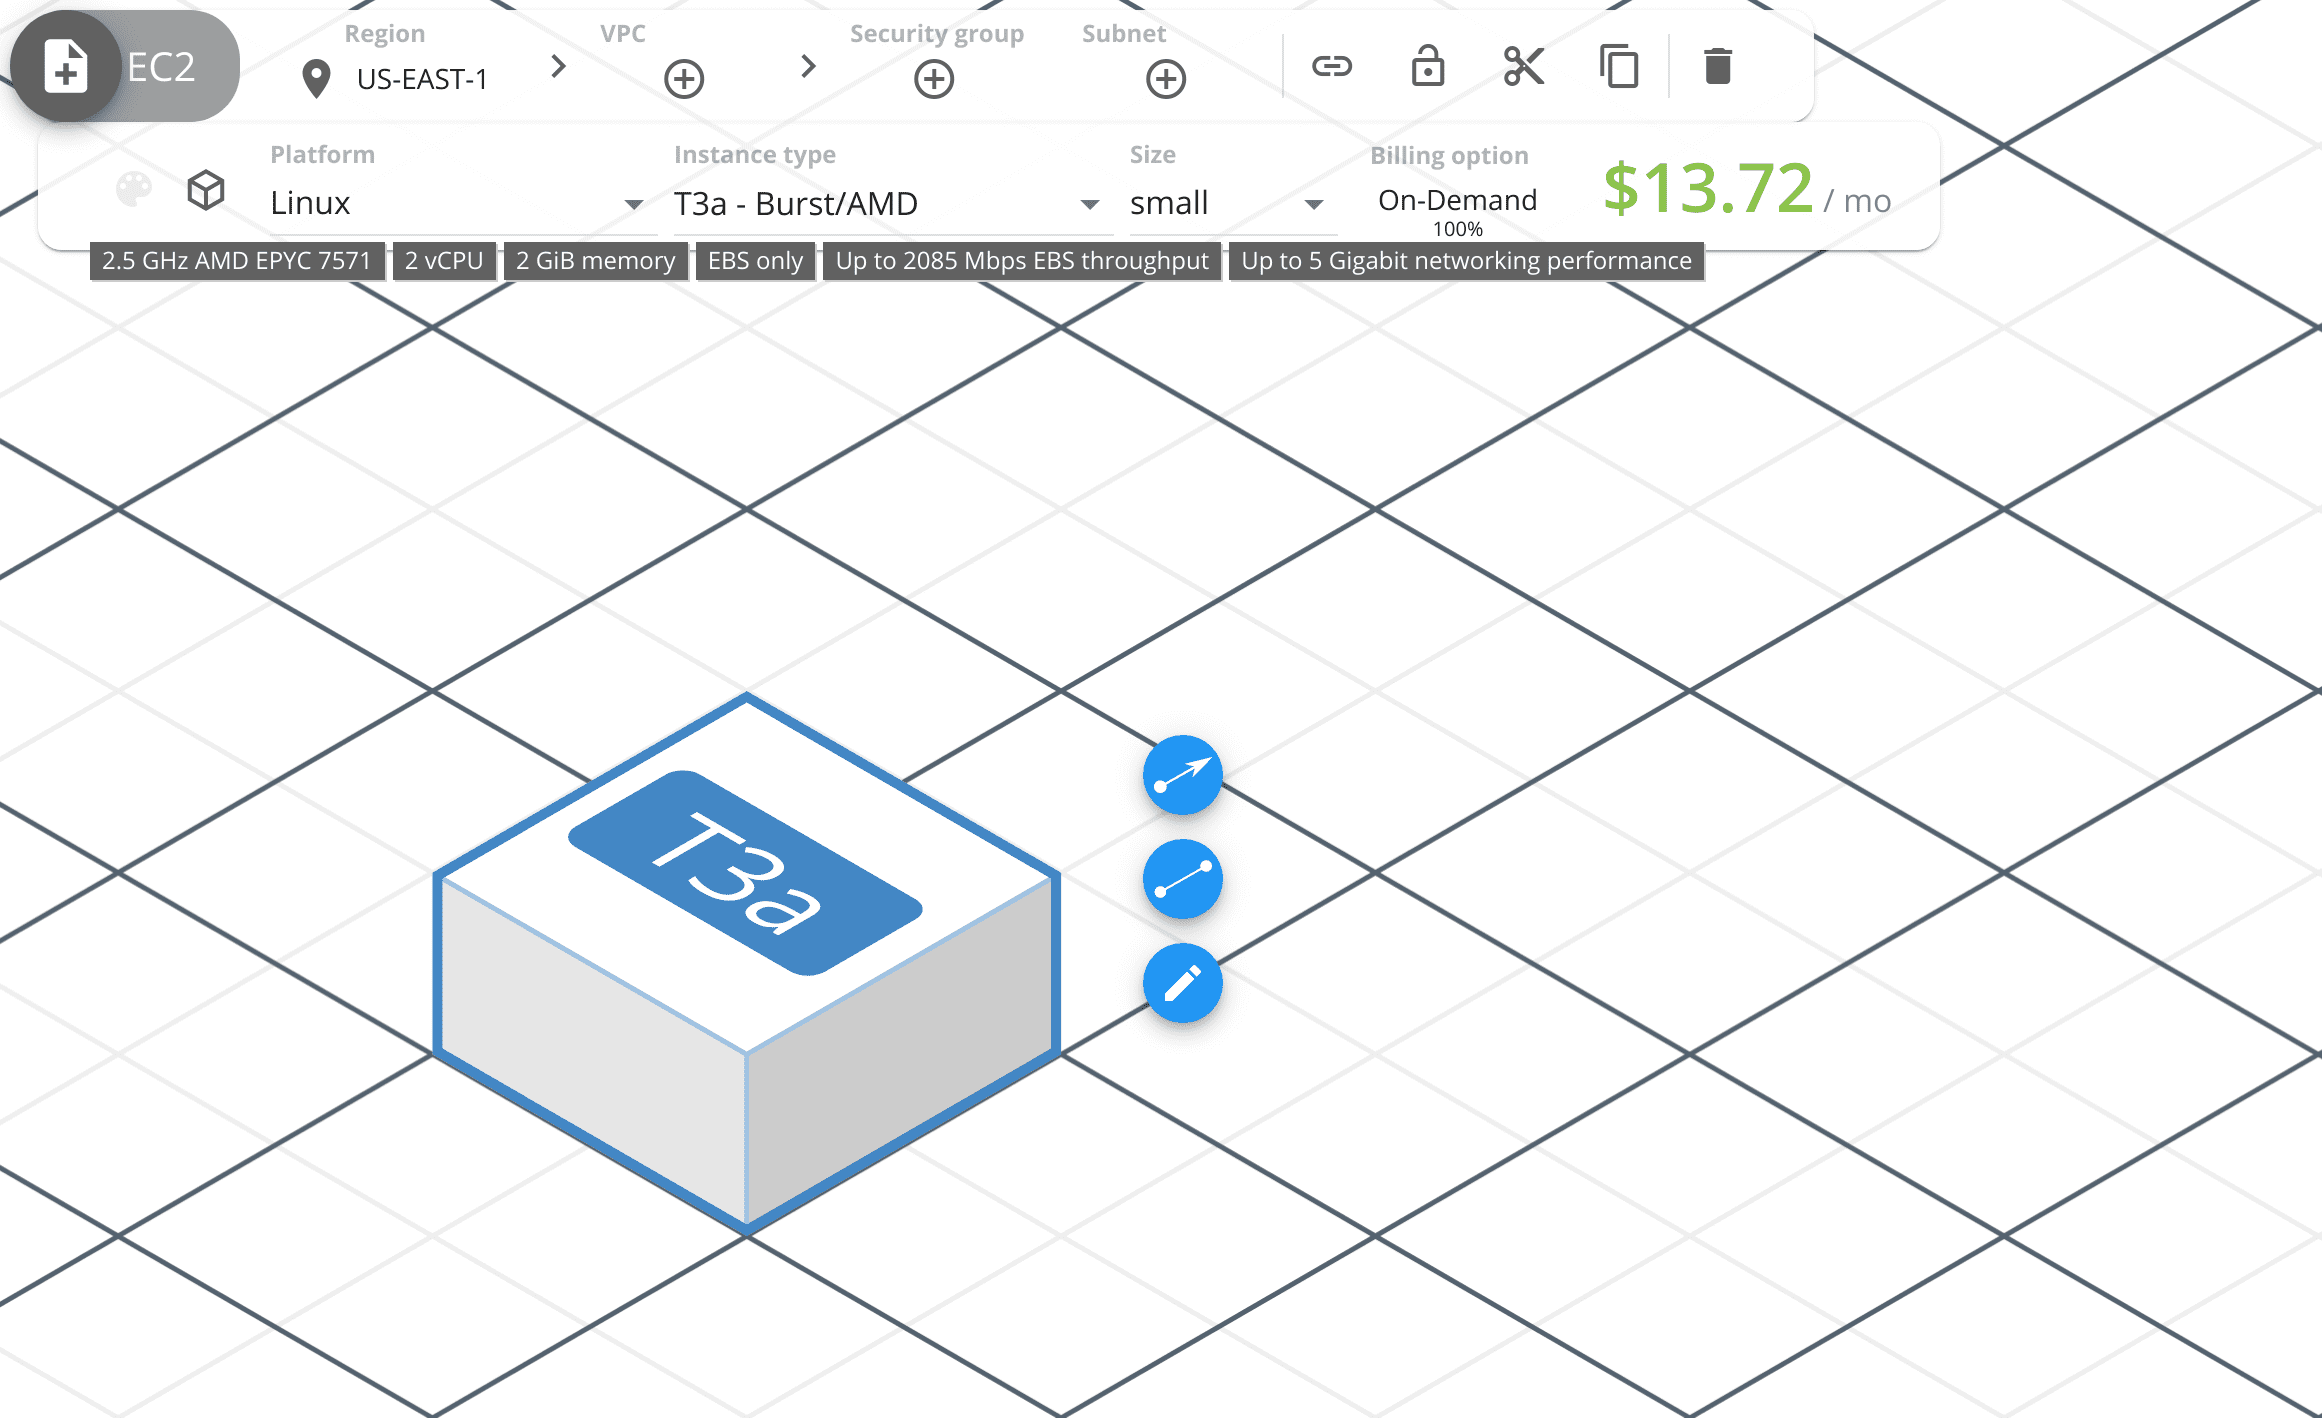 EC2
Region
US-EAST-1
VPC
Security group
Subnet
Platform
Linux
Instance type
T3a - Burst/AMD
Size
small
Billing option
On-Demand
100%
$13.72 / mo
2.5 GHz AMD EPYC 7571
2 vCPU
2 GiB memory
EBS only
Up to 2085 Mbps EBS throughput
Up to 5 Gigabit networking performance
T3a